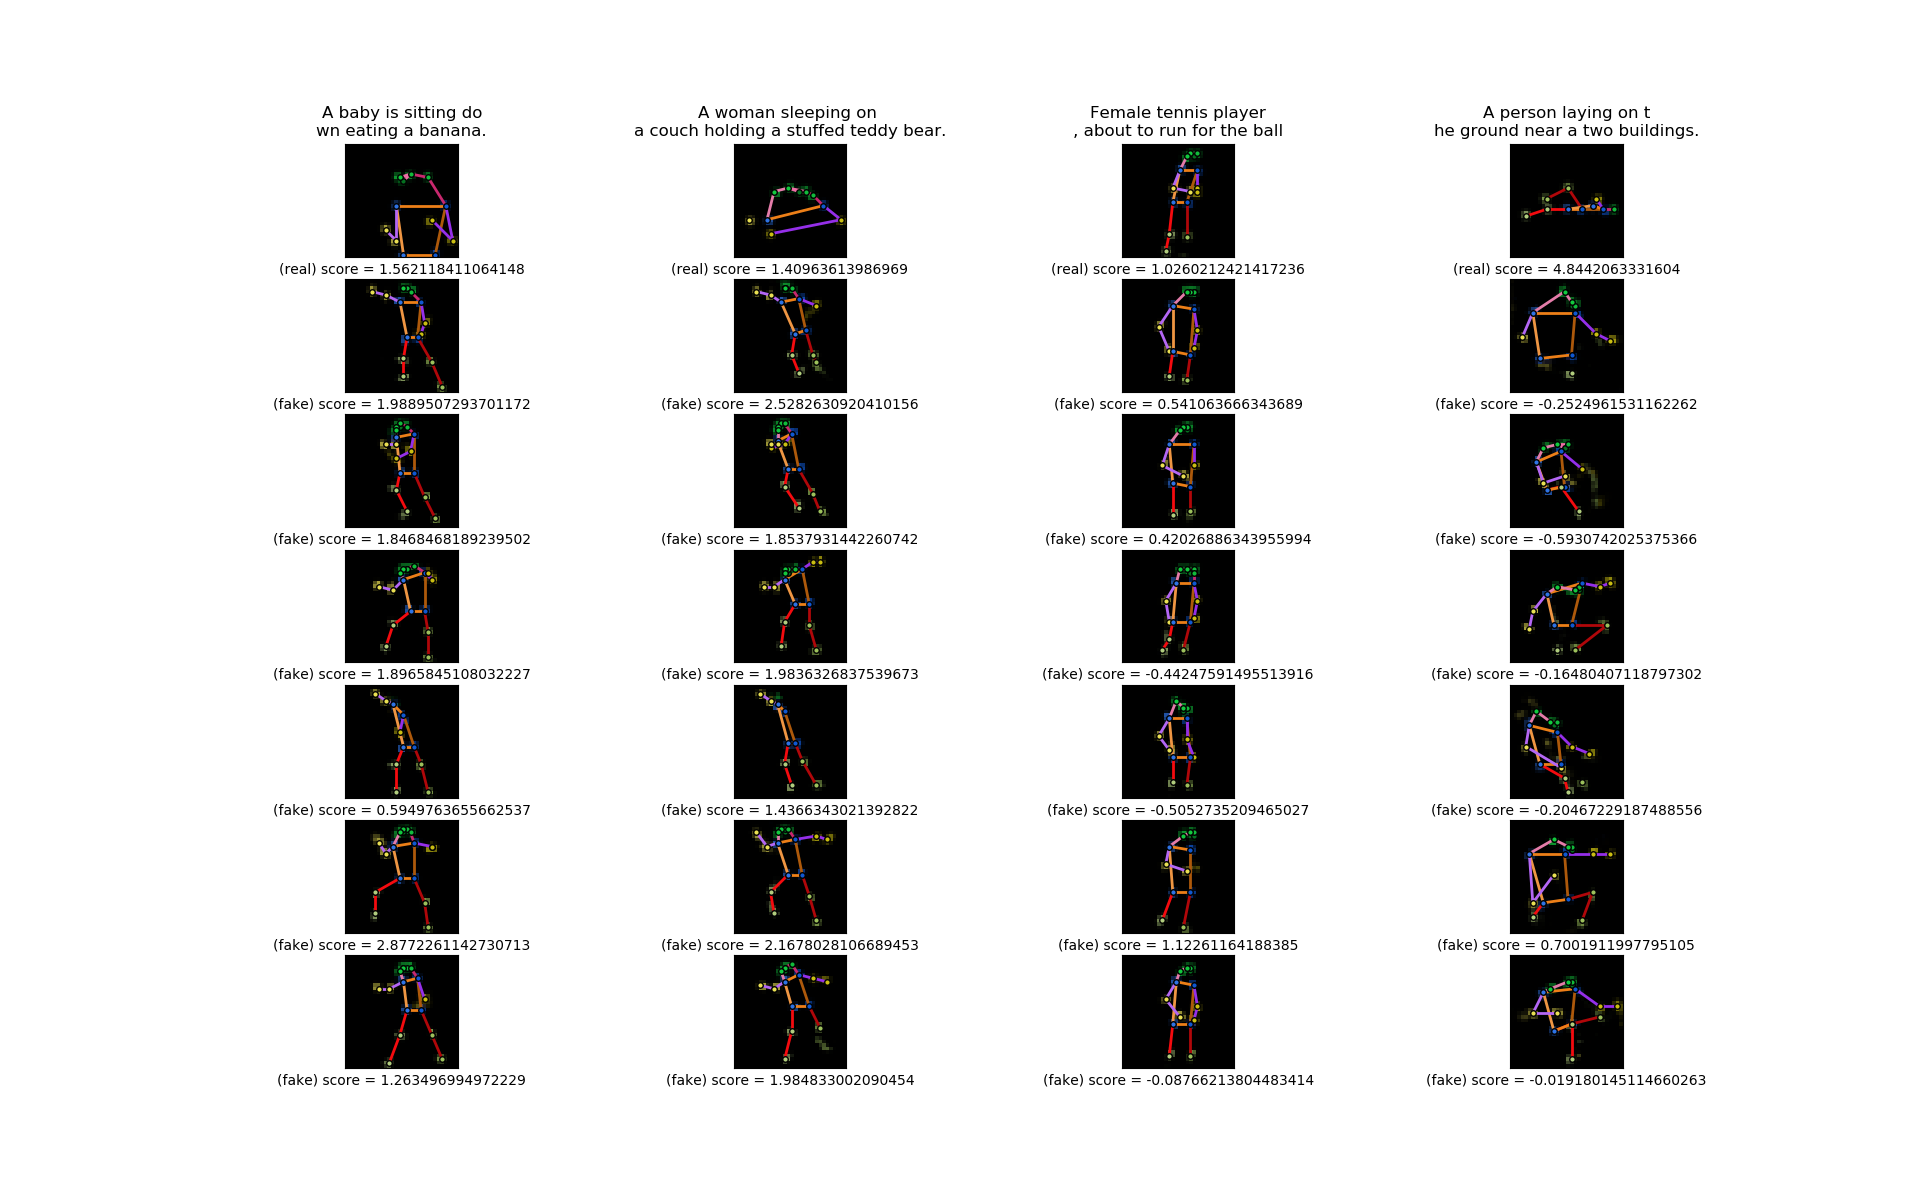 A baby is sitting do
wn eating a banana.
A woman sleeping on
a couch holding a stuffed teddy bear.
Female tennis player
, about to run for the ball
A person laying on t
he ground near a two buildings.
(real) score = 1.562118411064148
(real) score = 1.40963613986969
(real) score = 1.0260212421417236
(real) score = 4.8442063331604
(fake) score = 1.9889507293701172
(fake) score = 2.5282630920410156
(fake) score = 0.541063666343689
(fake) score = -0.2524961531162262
(fake) score = 1.8468468189239502
(fake) score = 1.8537931442260742
(fake) score = 0.42026886343955994
(fake) score = -0.5930742025375366
(fake) score = 1.8965845108032227
(fake) score = 1.9836326837539673
(fake) score = -0.44247591495513916
(fake) score = -0.16480407118797302
(fake) score = 0.5949763655662537
(fake) score = 1.4366343021392822
(fake) score = -0.5052735209465027
(fake) score = -0.20467229187488556
(fake) score = 2.8772261142730713
(fake) score = 2.1678028106689453
(fake) score = 1.12261164188385
(fake) score = 0.7001911997795105
(fake) score = 1.263496994972229
(fake) score = 1.984833002090454
(fake) score = -0.08766213804483414
(fake) score = -0.019180145114660263